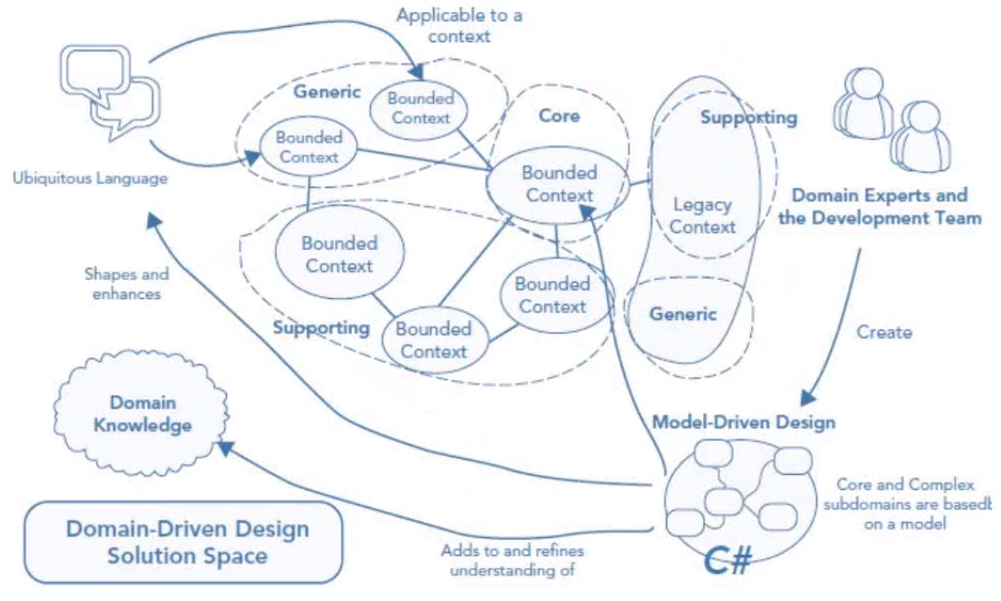 Applicable to a
context
Generic
Bounded
Context
Bounded
Context
Core
Bounded
Context
Supporting
Legacy
Context
Domain Experts and
the Development Team
Ubiquitous Language
Bounded
Context
Bounded
Context
Supporting
Bounded
Context
Generic
Shapes and
enhances
Create
Domain
Knowledge
Model-Driven Design
Core and Complex
subdomains are based
on a model
C#
Domain-Driven Design
Solution Space
Adds to and refines
understanding of